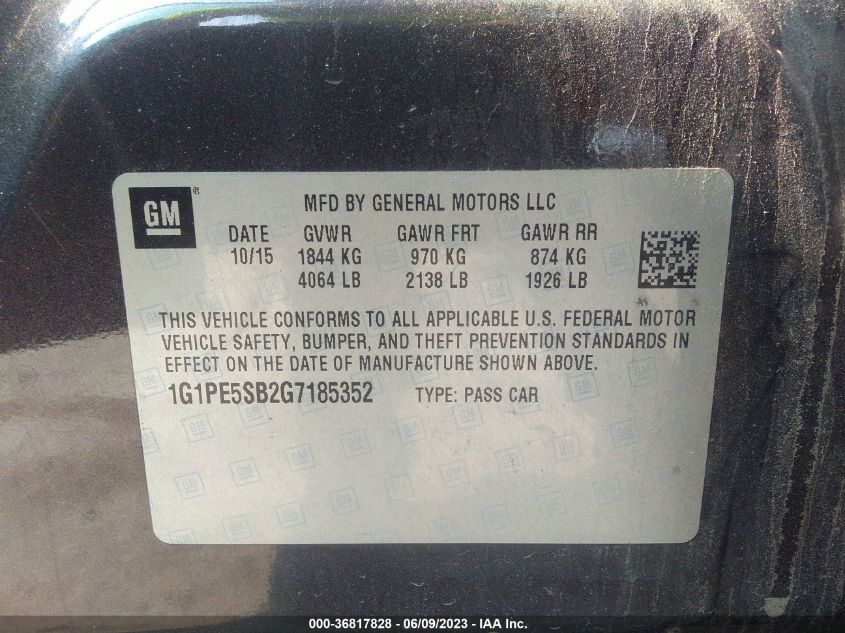 GM
MFD BY GENERAL MOTORS LLC
DATE GVWR GAWR FRT GAWR RR
10/15 1844 KG 970 KG 874 KG
4064 LB 2138 LB 1926 LB
THIS VEHICLE CONFORMS TO ALL APPLICABLE U.S. FEDERAL MOTOR
VEHICLE SAFETY, BUMPER, AND THEFT PREVENTION STANDARDS IN
EFFECT ON THE DATE OF MANUFACTURE SHOWN ABOVE.
1G1PE5SB2G7185352 TYPE: PASS CAR
000-36817828 - 06/09/2023 - IAA Inc.